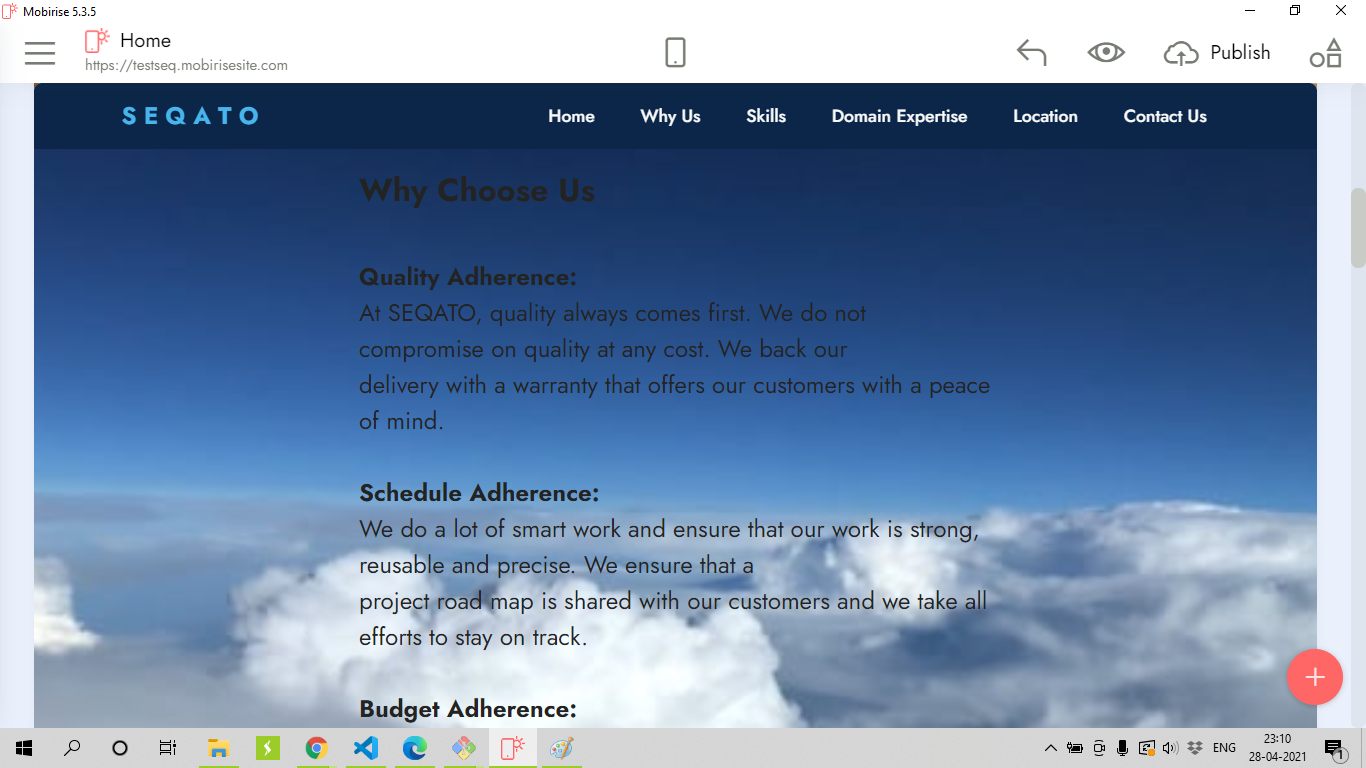 Mobirise 5.3.5
Home
https://testseq.mobirisesite.com
Publish
SEQATO
Home Why Us Skills Domain Expertise Location Contact Us
Why Choose Us
Quality Adherence:
At SEQATO, quality always comes first. We do not
compromise on quality at any cost. We back our
delivery with a warranty that offers our customers with a peace
of mind.
Schedule Adherence:
We do a lot of smart work and ensure that our work is strong,
reusable and precise. We ensure that a
project road map is shared with our customers and we take all
efforts to stay on track.
Budget Adherence:
ENG
23:10
28-04-2021
1